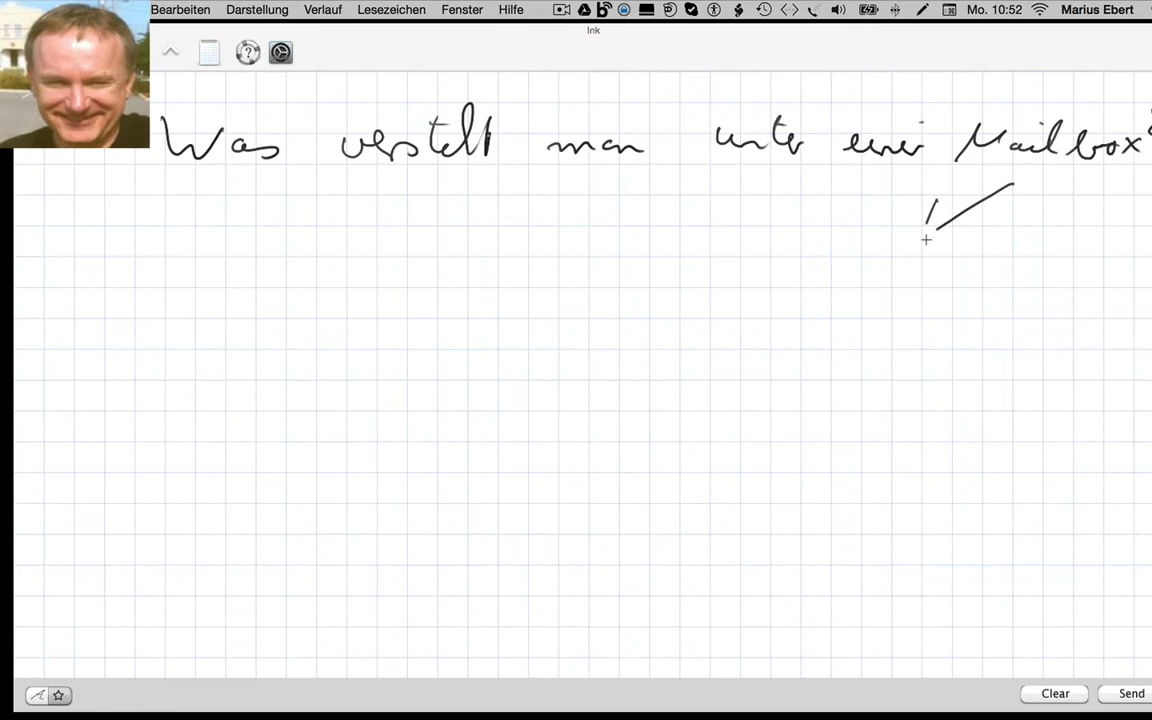 Bearbeiten Darstellung Verlauf Lesezeichen Fenster Hilfe Mo. 10:52 Marius Ebert
Ink
Was verstelt man unter einer Mailbox?
Clear Send